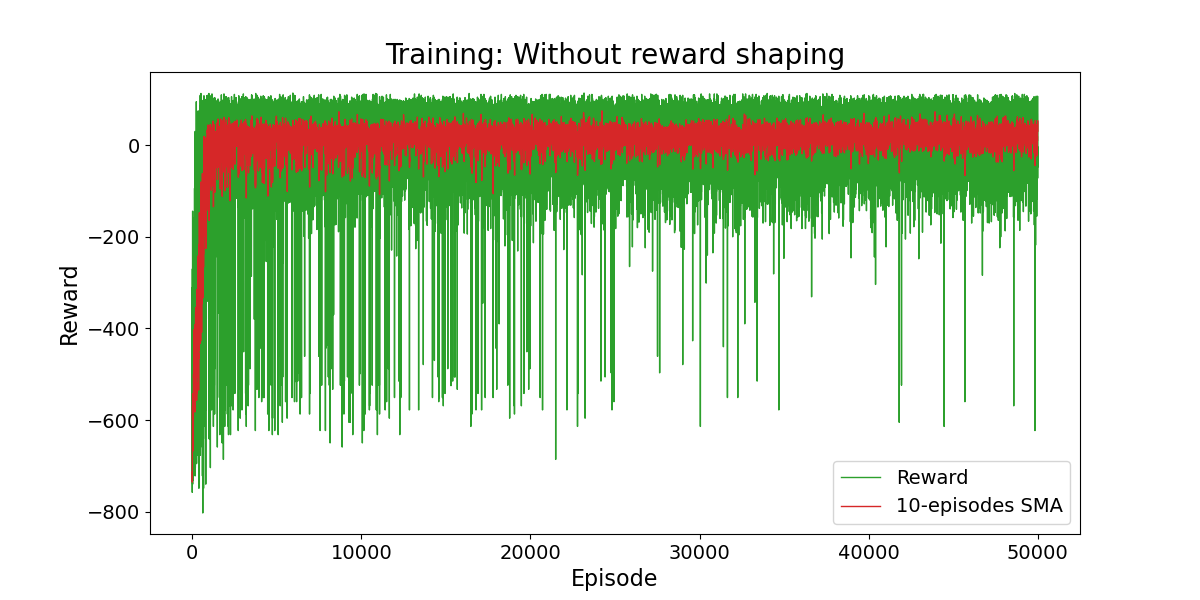 Training: Without reward shaping
Reward
0
−200
−400
−600
−800
0 10000 20000 30000 40000 50000
Episode
Reward
10-episodes SMA